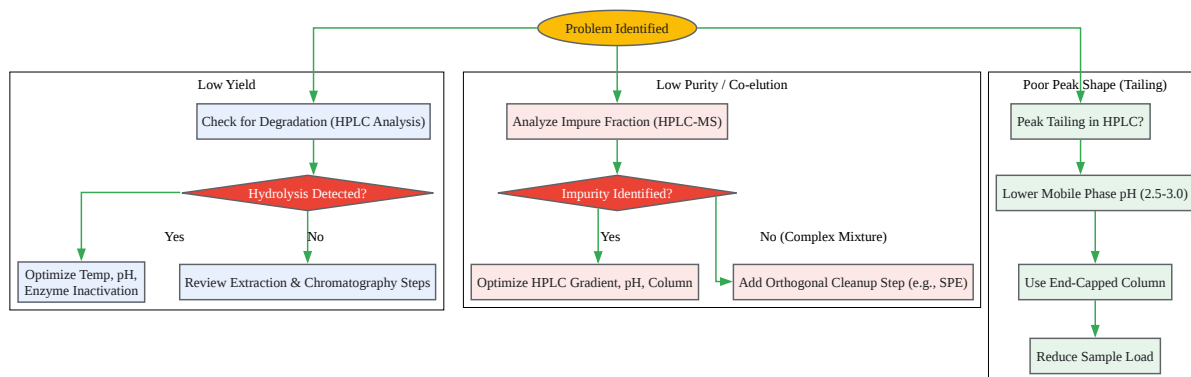 Problem Identified
Low Yield
Check for Degradation (HPLC Analysis)
Hydrolysis Detected?
Yes
No
Optimize Temp, pH,
Enzyme Inactivation
Review Extraction & Chromatography Steps
Low Purity / Co-elution
Analyze Impure Fraction (HPLC-MS)
Impurity Identified?
Yes
No (Complex Mixture)
Optimize HPLC Gradient, pH, Column
Add Orthogonal Cleanup Step (e.g., SPE)
Poor Peak Shape (Tailing)
Peak Tailing in HPLC?
Lower Mobile Phase pH (2.5-3.0)
Use End-Capped Column
Reduce Sample Load